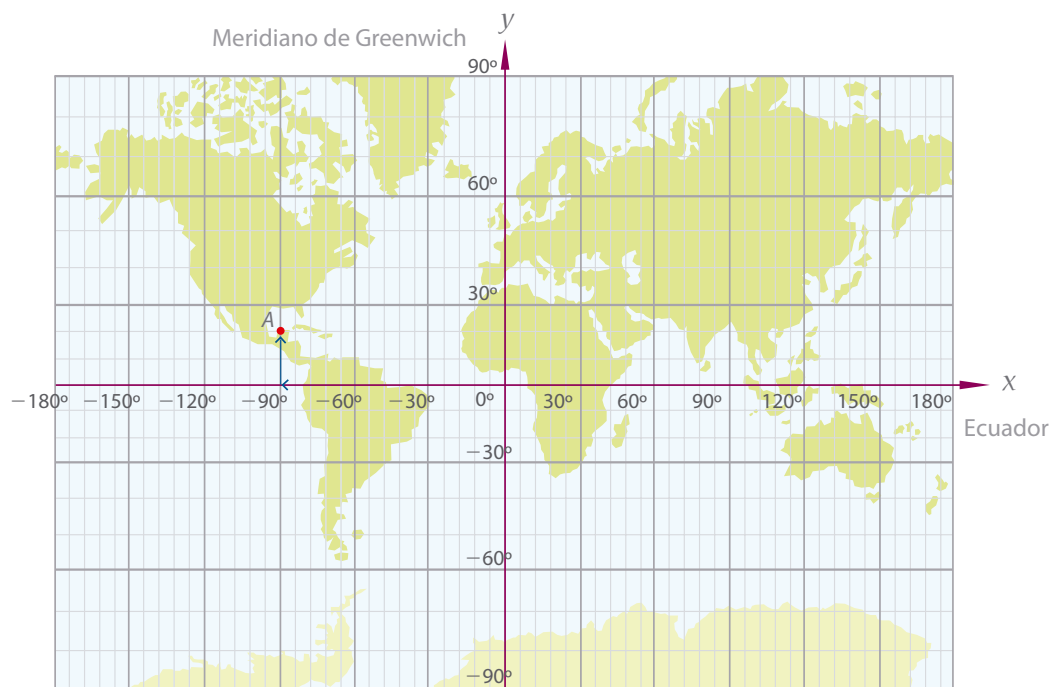 y
Meridiano de Greenwich
90º
60º
30º
A
x
−180º −150º −120º −90º −60º −30º 0º 30º 60º 90º 120º 150º 180º
Ecuador
−30º
−60º
−90º